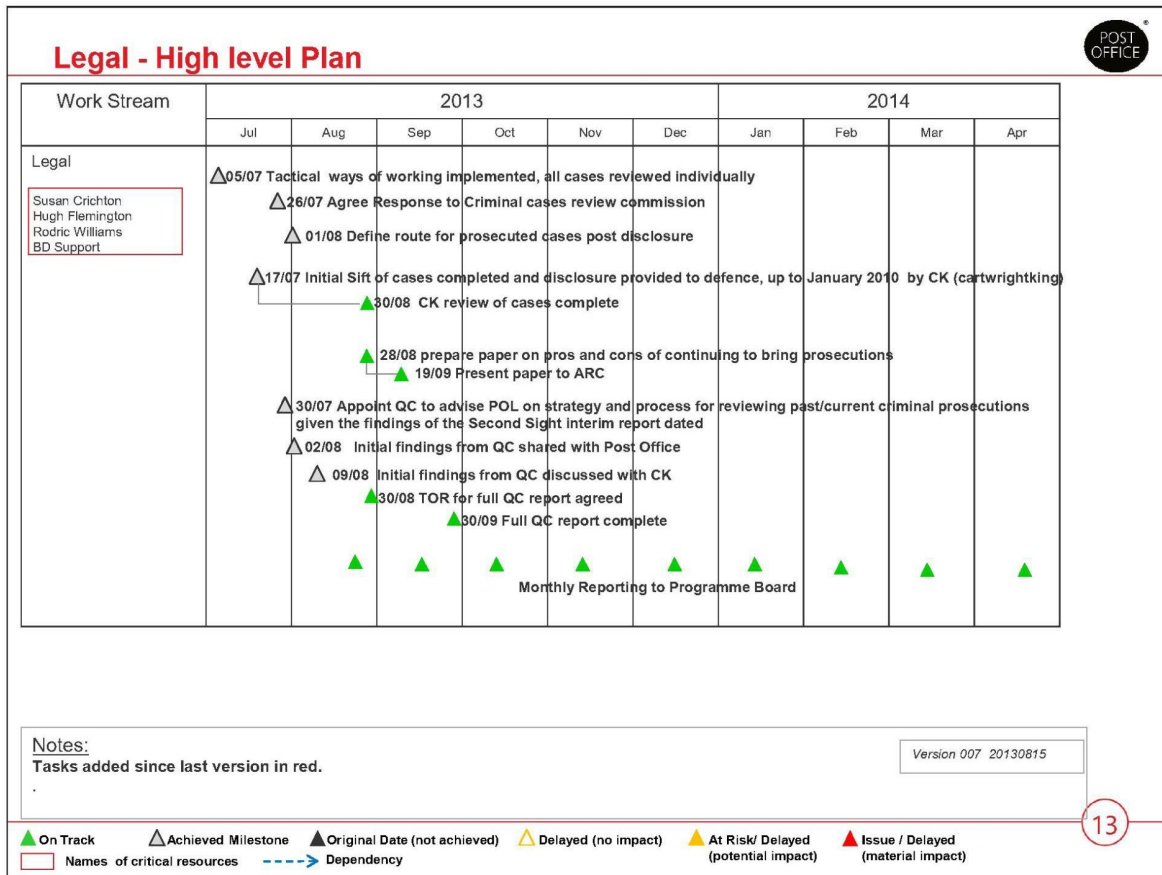 POST
OFFICE
®
Legal - High level Plan
Work Stream
2013
2014
Jul
Aug
Sep
Oct
Nov
Dec
Jan
Feb
Mar
Apr
Legal
Susan Crichton
Hugh Flemington
Rodric Williams
BD Support
05/07 Tactical ways of working implemented, all cases reviewed individually
26/07 Agree Response to Criminal cases review commission
01/08 Define route for prosecuted cases post disclosure
17/07 Initial Sift of cases completed and disclosure provided to defence, up to January 2010 by CK (cartwrightking)
30/08 CK review of cases complete
28/08 prepare paper on pros and cons of continuing to bring prosecutions
19/09 Present paper to ARC
30/07 Appoint QC to advise POL on strategy and process for reviewing past/current criminal prosecutions
given the findings of the Second Sight interim report dated
02/08 Initial findings from QC shared with Post Office
09/08 Initial findings from QC discussed with CK
30/08 TOR for full QC report agreed
30/09 Full QC report complete
Monthly Reporting to Programme Board
Notes:
Tasks added since last version in red.
.
Version 007 20130815
13
On Track
Achieved Milestone
Original Date (not achieved)
Delayed (no impact)
At Risk/ Delayed
(potential impact)
Issue / Delayed
(material impact)
Names of critical resources
Dependency